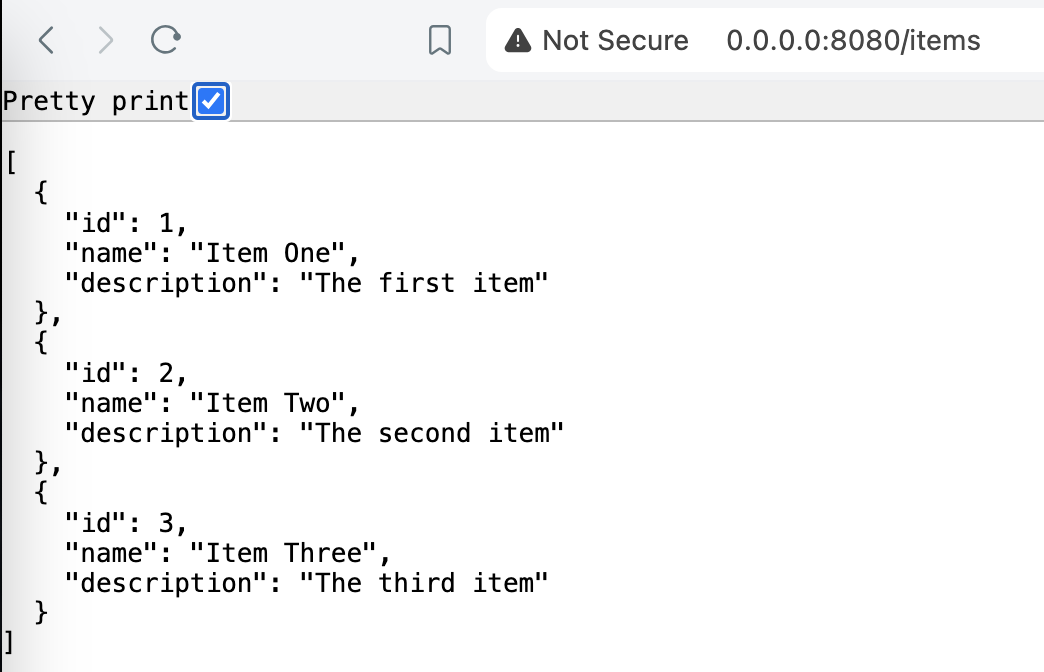 Not Secure 0.0.0.0:8080/items
Pretty print
[
  {
    "id": 1,
    "name": "Item One",
    "description": "The first item"
  },
  {
    "id": 2,
    "name": "Item Two",
    "description": "The second item"
  },
  {
    "id": 3,
    "name": "Item Three",
    "description": "The third item"
  }
]